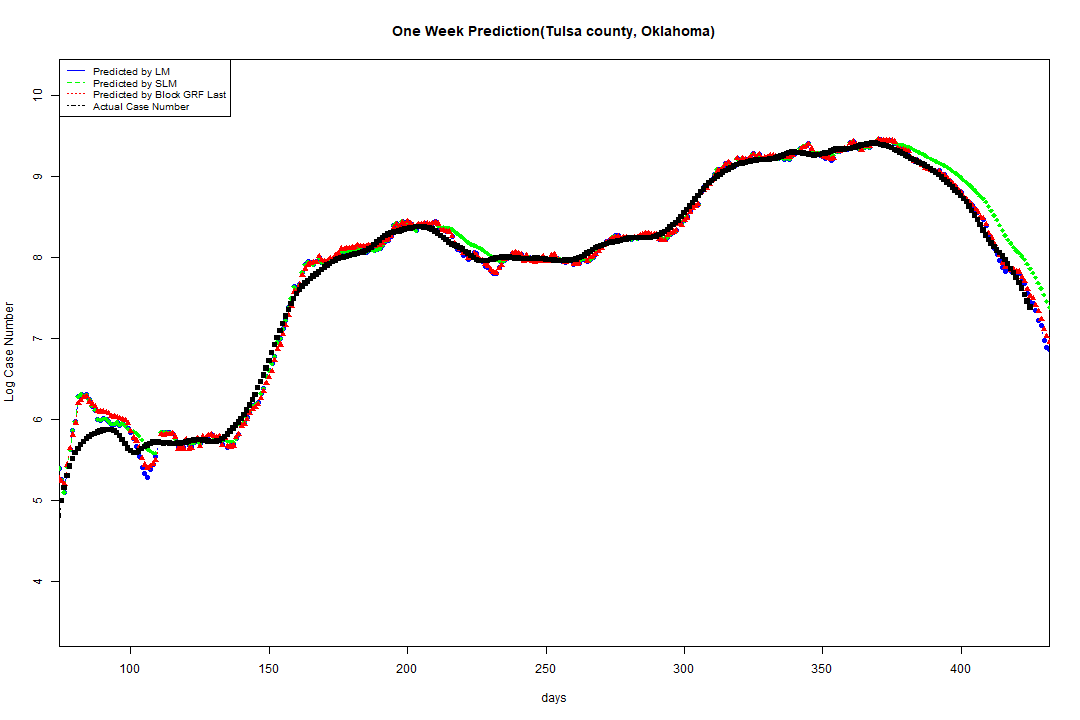 One Week Prediction(Tulsa county, Oklahoma)
Predicted by LM
Predicted by SLM
Predicted by Block GRF Last
Actual Case Number
Log Case Number
10
9
8
7
6
5
4
100 150 200 250 300 350 400
days